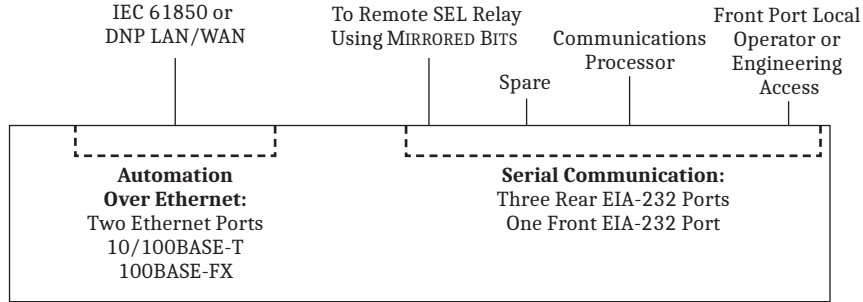 IEC 61850 or
DNP LAN/WAN
To Remote SEL Relay
Using MIRRORED BITS
Spare
Communications
Processor
Front Port Local
Operator or
Engineering
Access
Automation
Over Ethernet:
Two Ethernet Ports
10/100BASE-T
100BASE-FX
Serial Communication:
Three Rear EIA-232 Ports
One Front EIA-232 Port